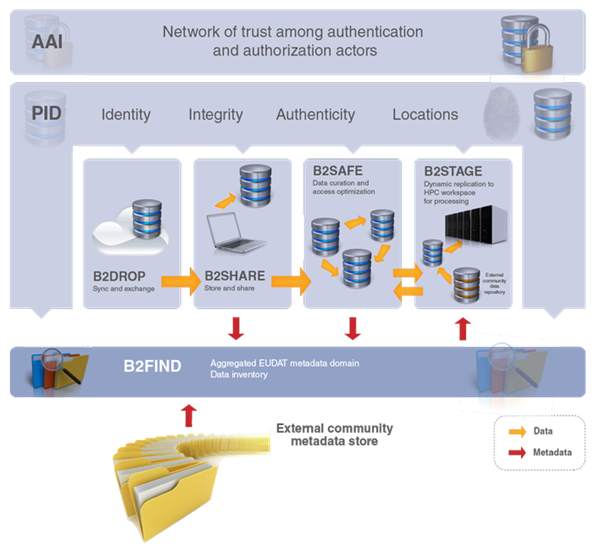 AAI
Network of trust among authentication
and authorization actors
PID
Identity
Integrity
Authenticity
Locations
B2DROP
Sync and exchange
B2SHARE
Store and share
B2SAFE
Data curation and
access optimization
B2STAGE
Dynamic replication to
HPC workspace
for processing
External
community
data
repository
B2FIND
Aggregated EUDAT metadata domain
Data inventory
External community
metadata store
Data
Metadata